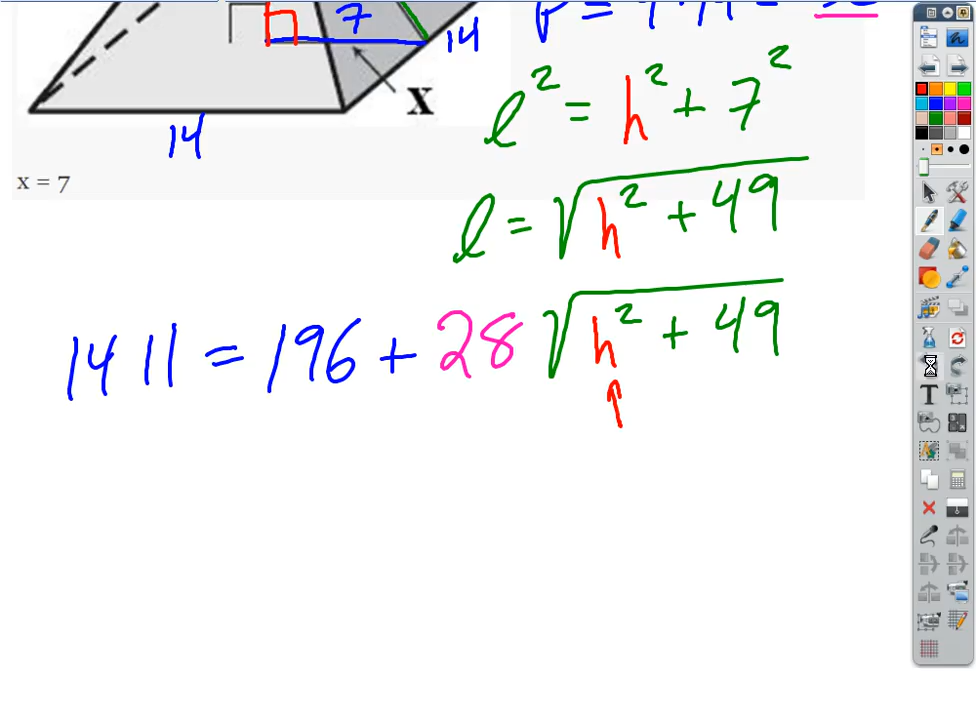 7
14
x
14
x = 7
l² = h² + 7²
l = √h² + 49
1411 = 196 + 28 √h² + 49
↑
T